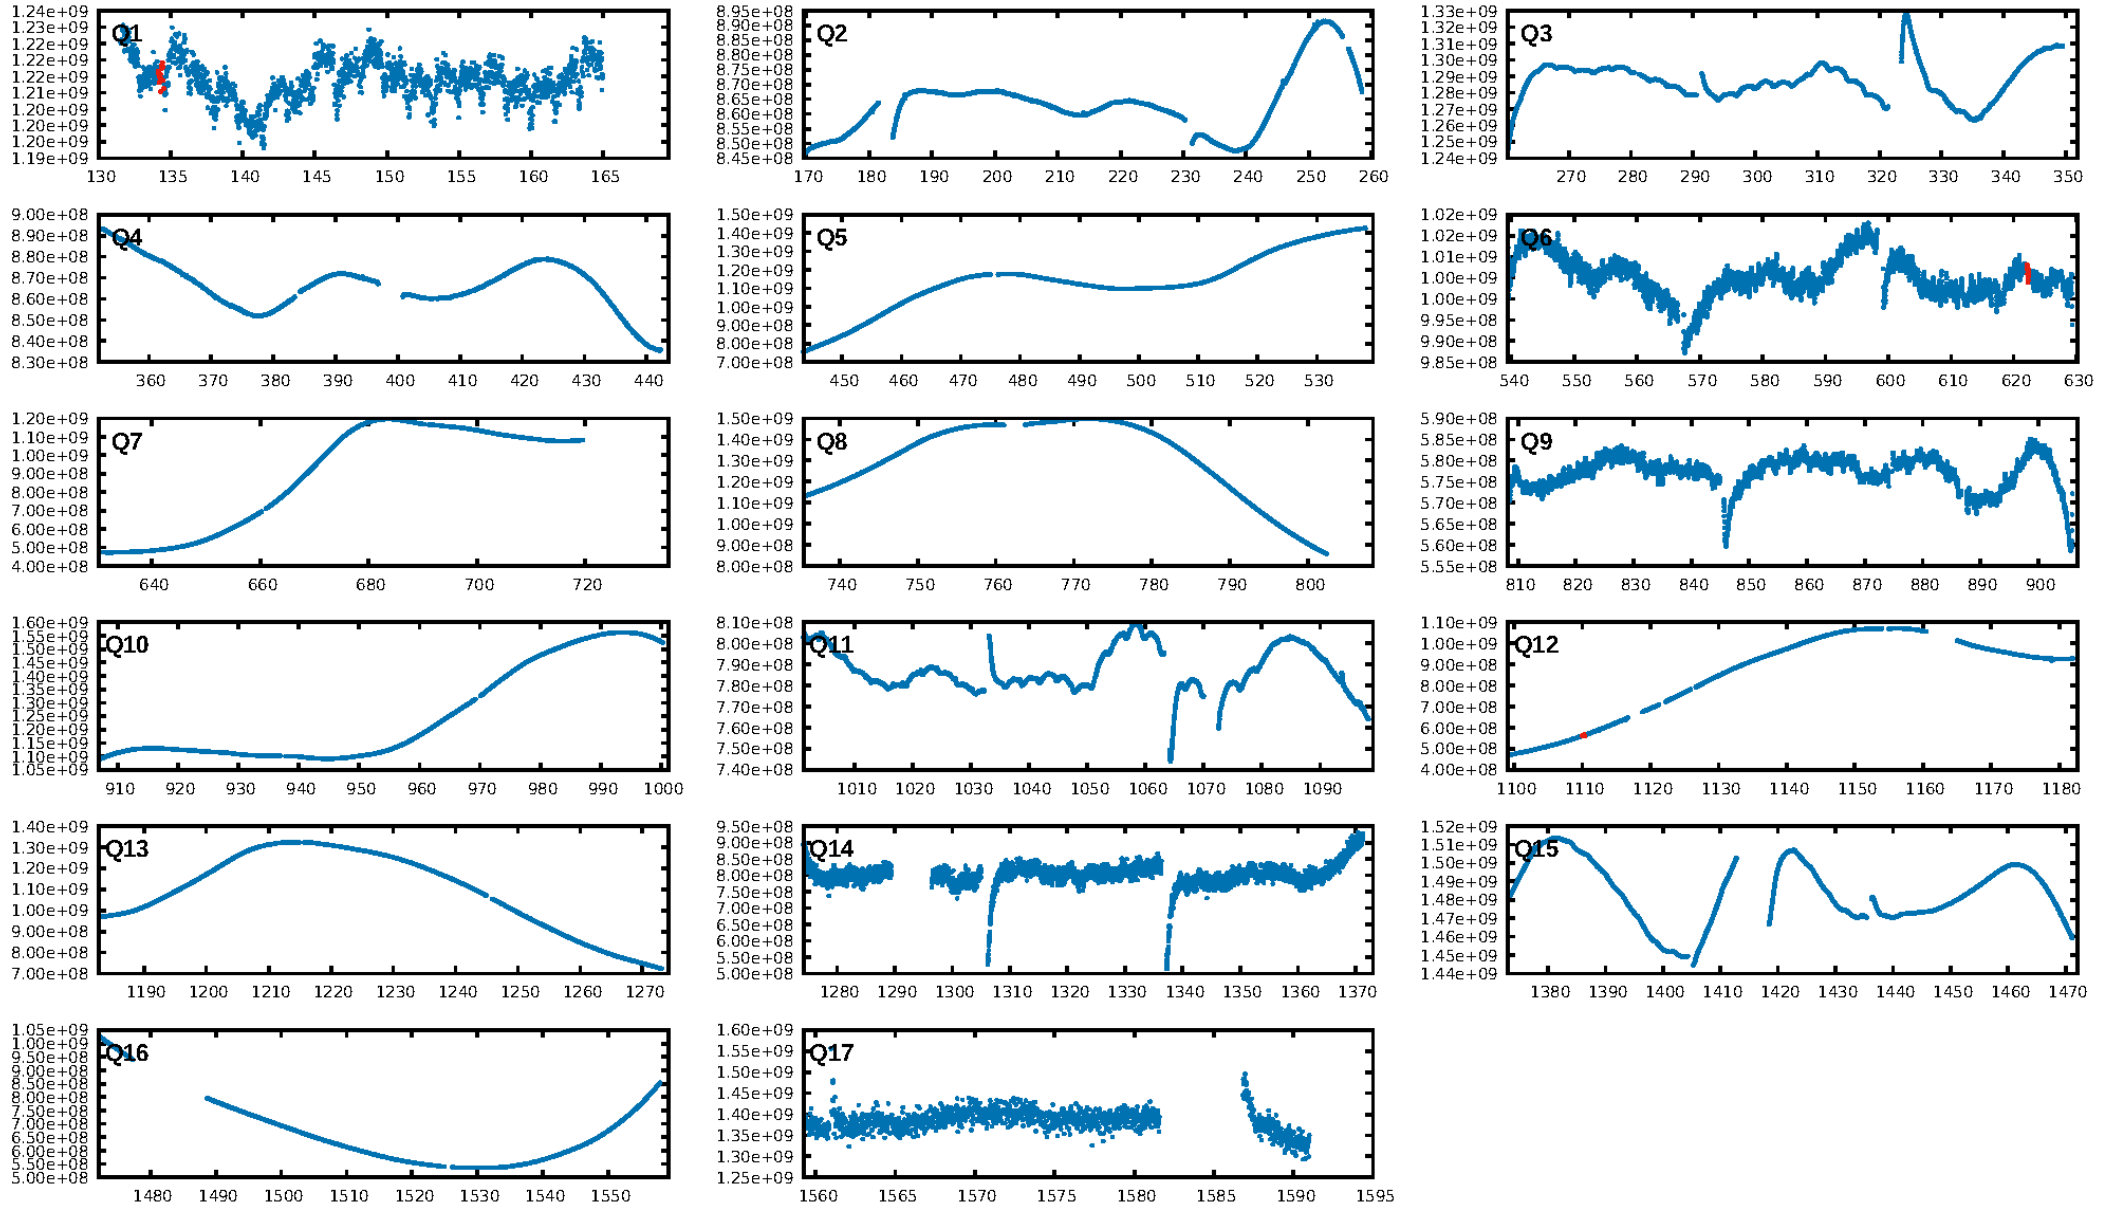 1.24e+09
1.23e+09
1.22e+09
1.22e+09
1.22e+09
1.21e+09
1.20e+09
1.20e+09
1.20e+09
1.19e+09
Q1
130 135 140 145 150 155 160 165
8.95e+08
8.90e+08
8.85e+08
8.80e+08
8.75e+08
8.70e+08
8.65e+08
8.60e+08
8.55e+08
8.50e+08
8.45e+08
Q2
170 180 190 200 210 220 230 240 250 260
1.33e+09
1.32e+09
1.31e+09
1.30e+09
1.29e+09
1.28e+09
1.27e+09
1.26e+09
1.25e+09
1.24e+09
Q3
270 280 290 300 310 320 330 340 350
9.00e+08
8.90e+08
8.80e+08
8.70e+08
8.60e+08
8.50e+08
8.40e+08
8.30e+08
Q4
360 370 380 390 400 410 420 430 440
1.50e+09
1.40e+09
1.30e+09
1.20e+09
1.10e+09
1.00e+09
9.00e+08
8.00e+08
7.00e+08
Q5
450 460 470 480 490 500 510 520 530
1.02e+09
1.02e+09
1.01e+09
1.00e+09
1.00e+09
9.95e+08
9.90e+08
9.85e+08
Q6
540 550 560 570 580 590 600 610 620 630
1.20e+09
1.10e+09
1.00e+09
9.00e+08
8.00e+08
7.00e+08
6.00e+08
5.00e+08
4.00e+08
Q7
640 660 680 700 720
1.50e+09
1.40e+09
1.30e+09
1.20e+09
1.10e+09
1.00e+09
9.00e+08
8.00e+08
Q8
740 750 760 770 780 790 800
5.90e+08
5.85e+08
5.80e+08
5.75e+08
5.70e+08
5.65e+08
5.60e+08
5.55e+08
Q9
810 820 830 840 850 860 870 880 890 900
1.60e+09
1.55e+09
1.50e+09
1.45e+09
1.40e+09
1.35e+09
1.30e+09
1.25e+09
1.20e+09
1.15e+09
1.10e+09
1.05e+09
Q10
910 920 930 940 950 960 970 980 990 1000
8.10e+08
8.00e+08
7.90e+08
7.80e+08
7.70e+08
7.60e+08
7.50e+08
7.40e+08
Q11
1010 1020 1030 1040 1050 1060 1070 1080 1090
1.10e+09
1.00e+09
9.00e+08
8.00e+08
7.00e+08
6.00e+08
5.00e+08
4.00e+08
Q12
1100 1110 1120 1130 1140 1150 1160 1170 1180
1.40e+09
1.30e+09
1.20e+09
1.10e+09
1.00e+09
9.00e+08
8.00e+08
7.00e+08
Q13
1190 1200 1210 1220 1230 1240 1250 1260 1270
9.50e+08
9.00e+08
8.50e+08
8.00e+08
7.50e+08
7.00e+08
6.50e+08
6.00e+08
5.50e+08
5.00e+08
Q14
1280 1290 1300 1310 1320 1330 1340 1350 1360 1370
1.52e+09
1.51e+09
1.50e+09
1.49e+09
1.48e+09
1.47e+09
1.46e+09
1.45e+09
1.44e+09
Q15
1380 1390 1400 1410 1420 1430 1440 1450 1460 1470
1.05e+09
1.00e+09
9.50e+08
9.00e+08
8.50e+08
8.00e+08
7.50e+08
7.00e+08
6.50e+08
6.00e+08
5.50e+08
5.00e+08
Q16
1480 1490 1500 1510 1520 1530 1540 1550
1.60e+09
1.55e+09
1.50e+09
1.45e+09
1.40e+09
1.35e+09
1.30e+09
1.25e+09
Q17
1560 1565 1570 1575 1580 1585 1590 1595